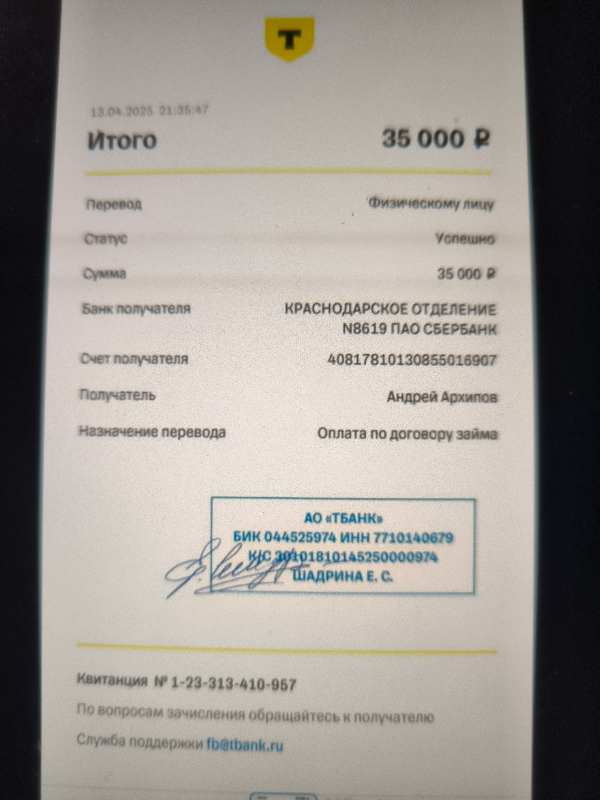 Т
13.04.2025 21:35:47
Итого 35 000 ₽
Перевод Физическому лицу
Статус Успешно
Сумма 35 000 ₽
Банк получателя КРАСНОДАРСКОЕ ОТДЕЛЕНИЕ
N8619 ПАО СБЕРБАНК
Счет получателя 40817810130855016907
Получатель Андрей Архипов
Назначение перевода Оплата по договору займа
АО «ТБАНК»
БИК 044525974 ИНН 7710140679
К/С 30101810145250000974
ШАДРИНА Е. С.
Квитанция № 1-23-313-410-957
По вопросам зачисления обращайтесь к получателю
Служба поддержки fb@tbank.ru